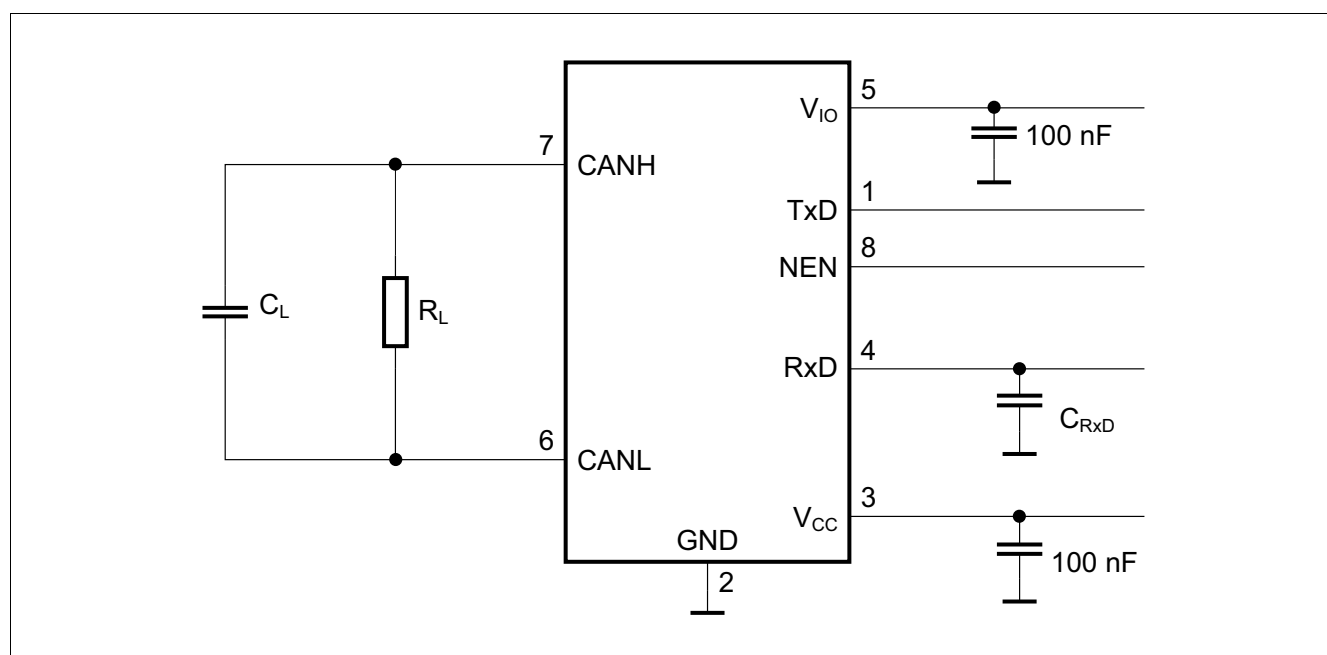 5
V_IO
100 nF
7
CANH
1
TxD
8
NEN
C_L
R_L
4
RxD
C_RxD
6
CANL
3
V_CC
GND
100 nF
2